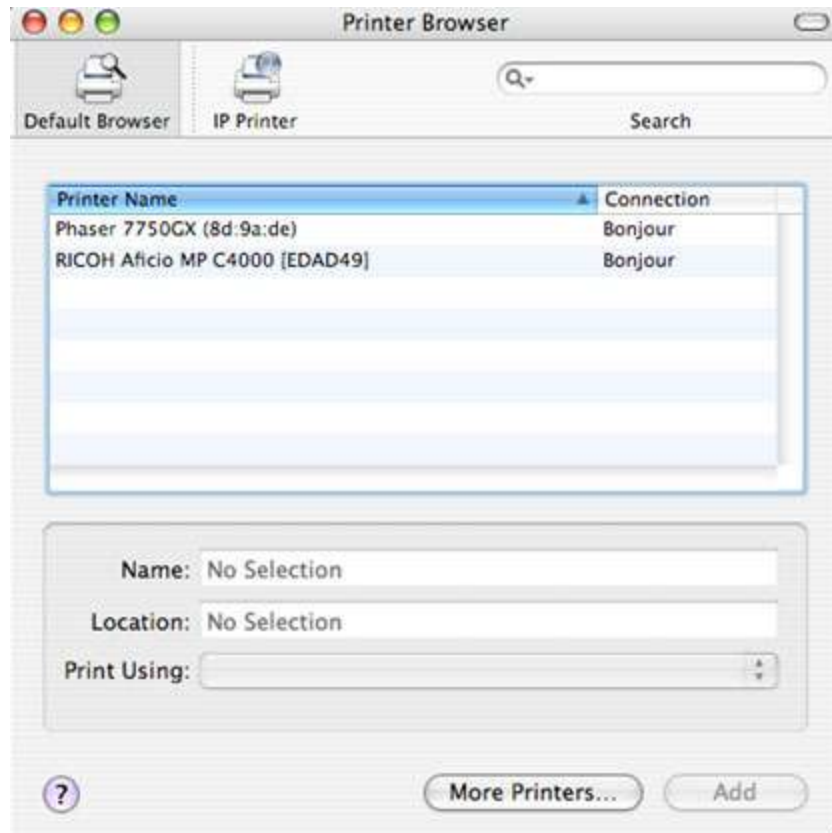 Printer Browser
Default Browser IP Printer Search
Printer Name Connection
Phaser 7750GX (8d:9a:de) Bonjour
RICOH Aficio MP C4000 [EDAD49] Bonjour
Name: No Selection
Location: No Selection
Print Using:
? More Printers... Add